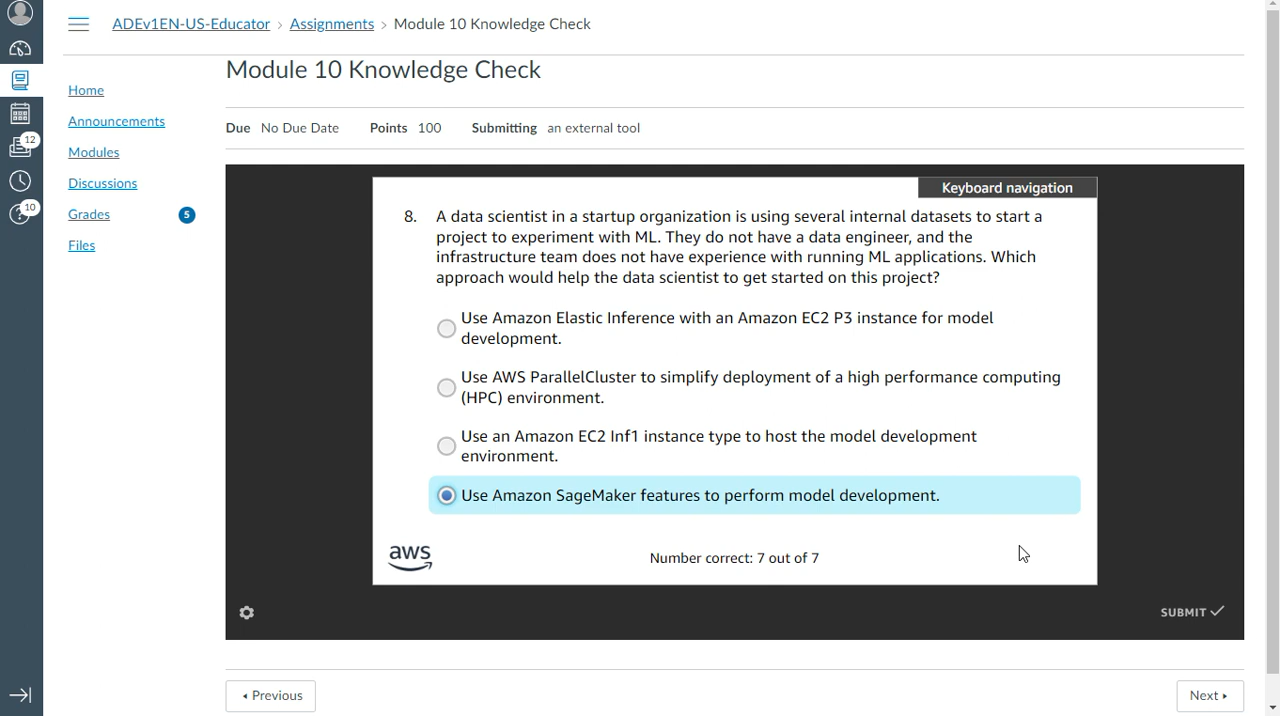 ADEv1EN-US-Educator › Assignments › Module 10 Knowledge Check
Module 10 Knowledge Check
Home
Announcements
Modules
Discussions
Grades 5
Files
12
10
Due No Due Date Points 100 Submitting an external tool
Keyboard navigation
8. A data scientist in a startup organization is using several internal datasets to start a
project to experiment with ML. They do not have a data engineer, and the
infrastructure team does not have experience with running ML applications. Which
approach would help the data scientist to get started on this project?
Use Amazon Elastic Inference with an Amazon EC2 P3 instance for model
development.
Use AWS ParallelCluster to simplify deployment of a high performance computing
(HPC) environment.
Use an Amazon EC2 Inf1 instance type to host the model development
environment.
Use Amazon SageMaker features to perform model development.
aws
Number correct: 7 out of 7
SUBMIT
Previous
Next